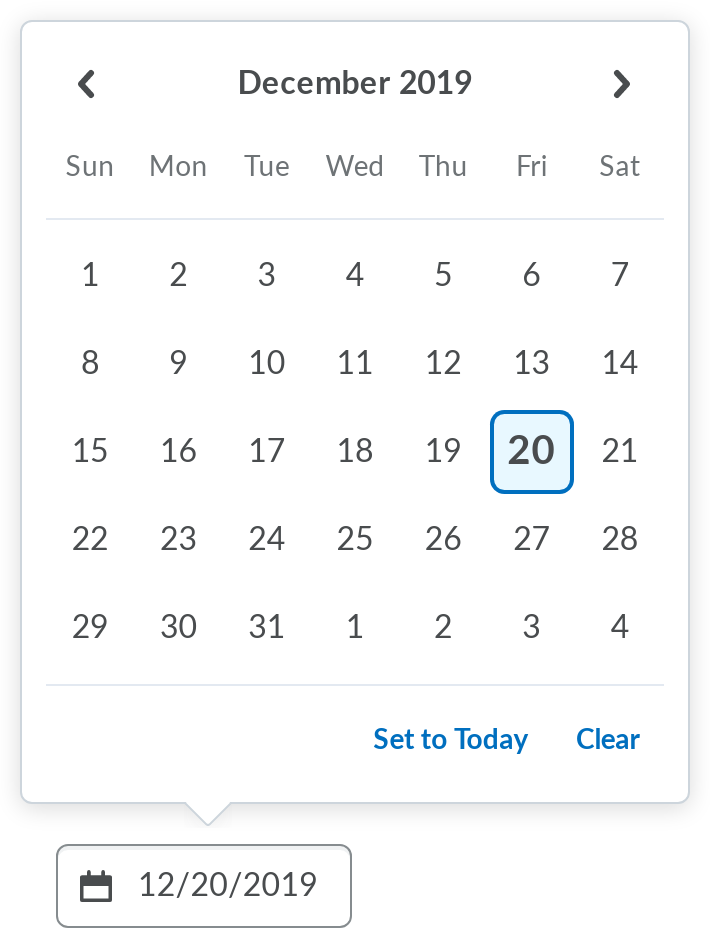 December 2019
Sun Mon Tue Wed Thu Fri Sat
1 2 3 4 5 6 7
8 9 10 11 12 13 14
15 16 17 18 19 20 21
22 23 24 25 26 27 28
29 30 31 1 2 3 4
Set to Today Clear
12/20/2019